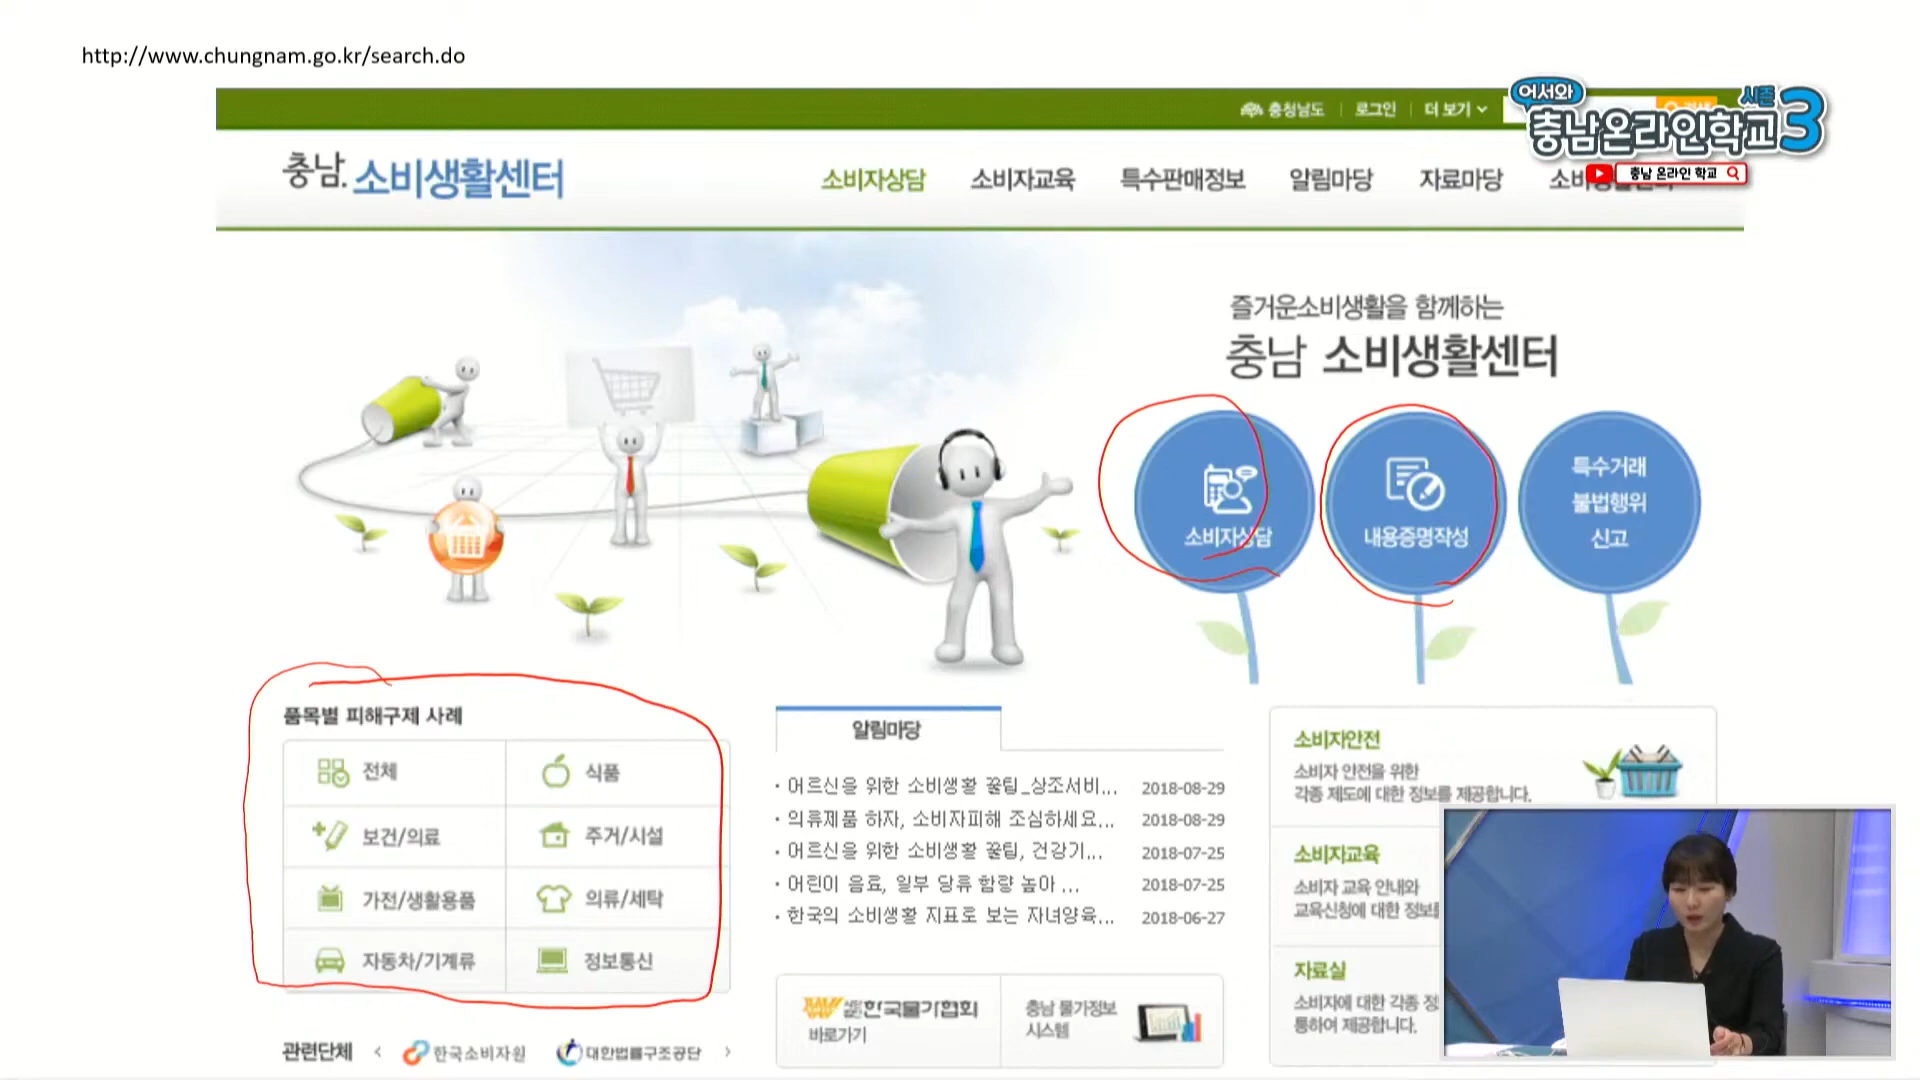 http://www.chungnam.go.kr/search.do
충청남도 로그인 더 보기
어서와 시즌3
충남온라인학교
충남 온라인 학교
충남. 소비생활센터
소비자상담 소비자교육 특수판매정보 알림마당 자료마당
즐거운소비생활을 함께하는
충남 소비생활센터
소비자상담
내용증명작성
특수거래
불법행위
신고
품목별 피해구제 사례
전체 식품
보건/의료 주거/시설
가전/생활용품 의류/세탁
자동차/기계류 정보통신
관련단체 한국소비자원 대한법률구조공단
알림마당
어르신을 위한 소비생활 꿀팁_상조서비... 2018-08-29
의류제품 하자, 소비자피해 조심하세요... 2018-08-29
어르신을 위한 소비생활 꿀팁, 건강기... 2018-07-25
어린이 음료, 일부 당류 함량 높아 ... 2018-07-25
한국의 소비생활 지표로 보는 자녀양육... 2018-06-27
한국물가협회
바로가기
충남 물가정보
시스템
소비자안전
소비자 안전을 위한
각종 제도에 대한 정보를 제공합니다.
소비자교육
소비자 교육 안내와
교육신청에 대한 정보를
자료실
소비자에 대한 각종 정
통하여 제공합니다.